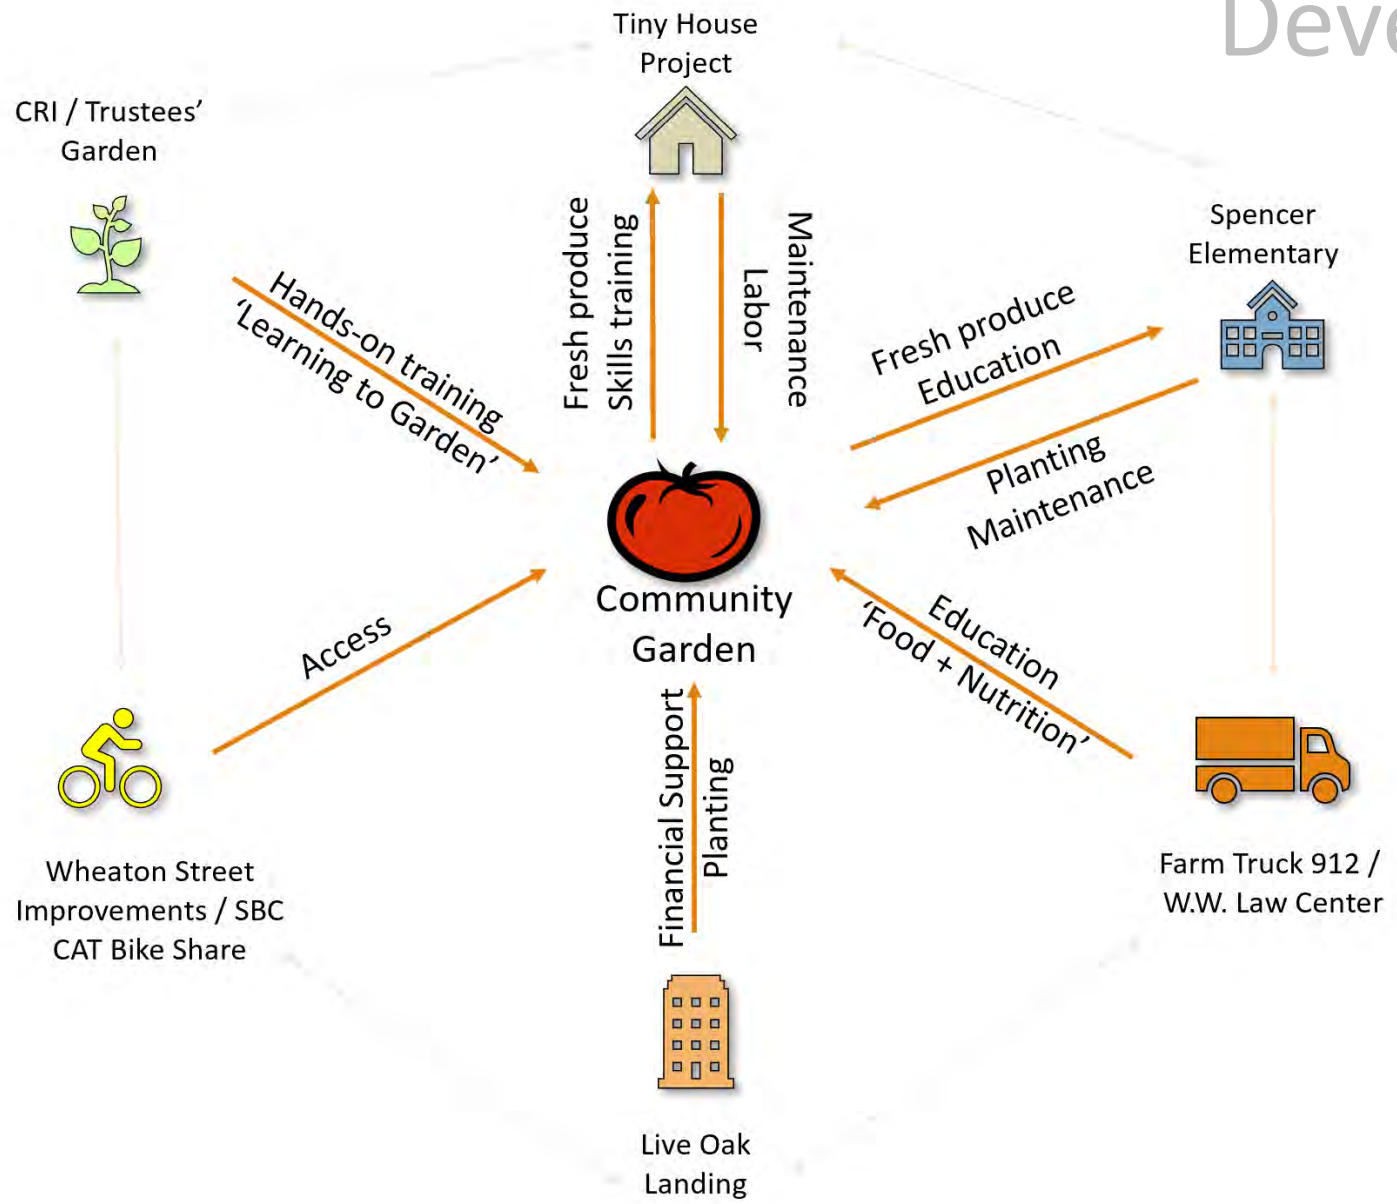 Tiny House
Project
CRI / Trustees’
Garden
Spencer
Elementary
Fresh produce
Skills training
Maintenance
Labor
Hands-on training
‘Learning to Garden’
Fresh produce
Education
Planting
Maintenance
Community
Garden
Access
Education
‘Food + Nutrition’
Financial Support
Planting
Wheaton Street
Improvements / SBC
CAT Bike Share
Farm Truck 912 /
W.W. Law Center
Live Oak
Landing